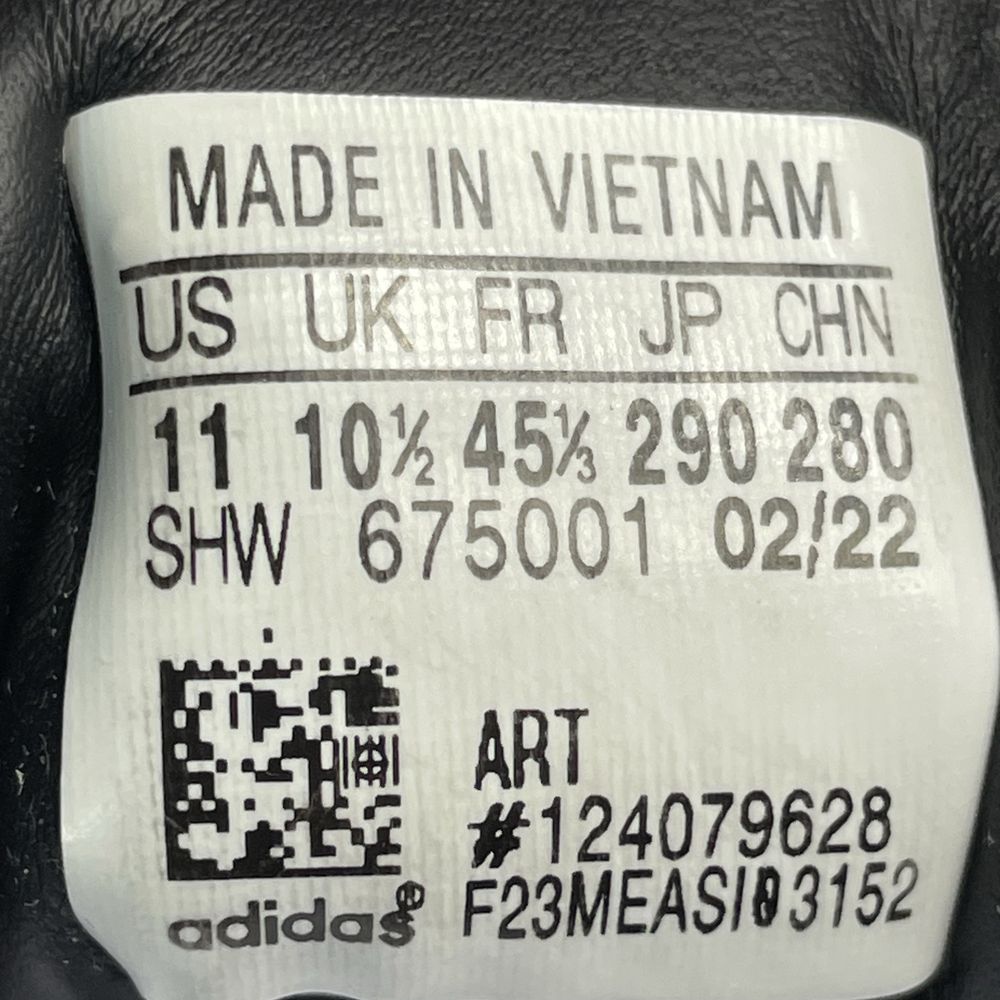 MADE IN VIETNAM
US UK FR JP CHN
11 10½ 45⅓ 290 280
SHW 675001 02/22
ART
#124079628
F23MEASI03152
adidas®